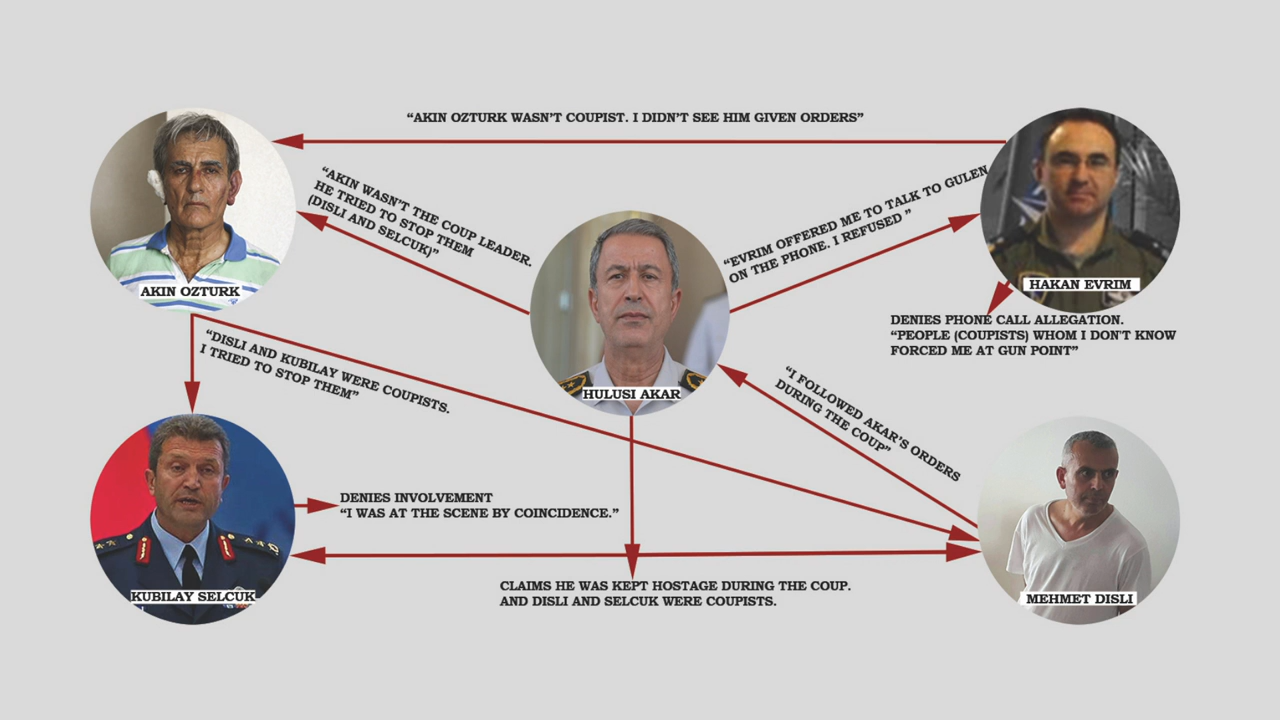 “AKIN OZTURK WASN’T COUPIST. I DIDN’T SEE HIM GIVEN ORDERS”
“AKIN WASN’T THE COUP LEADER.
HE TRIED TO STOP THEM
(DISLI AND SELCUK)”
“EVRIM OFFERED ME TO TALK TO GULEN
ON THE PHONE. I REFUSED ”
AKIN OZTURK
HAKAN EVRIM
DENIES PHONE CALL ALLEGATION.
“PEOPLE (COUPISTS) WHOM I DON’T KNOW
FORCED ME AT GUN POINT”
“DISLI AND KUBILAY WERE COUPISTS.
I TRIED TO STOP THEM”
HULUSI AKAR
“I FOLLOWED AKAR’S ORDERS
DURING THE COUP”
DENIES INVOLVEMENT
“I WAS AT THE SCENE BY COINCIDENCE.”
KUBILAY SELCUK
MEHMET DISLI
CLAIMS HE WAS KEPT HOSTAGE DURING THE COUP.
AND DISLI AND SELCUK WERE COUPISTS.